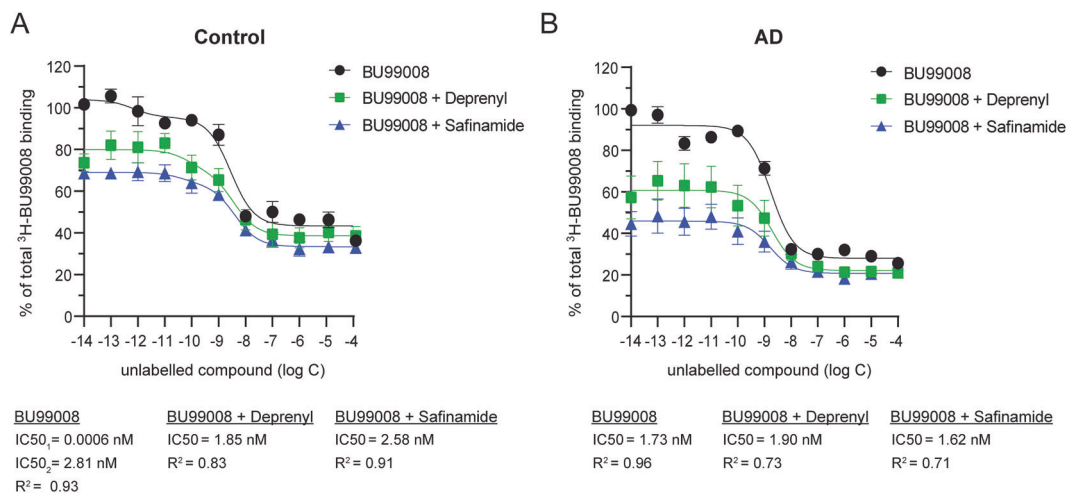 A
Control
% of total ³H-BU99008 binding
120
100
80
60
40
20
0
-14 -13 -12 -11 -10 -9 -8 -7 -6 -5 -4
unlabelled compound (log C)
BU99008
BU99008 + Deprenyl
BU99008 + Safinamide
BU99008 BU99008 + Deprenyl BU99008 + Safinamide
IC50₁= 0.0006 nM IC50 = 1.85 nM IC50 = 2.58 nM
IC50₂= 2.81 nM R² = 0.83 R² = 0.91
R² = 0.93
B
AD
% of total ³H-BU99008 binding
120
100
80
60
40
20
0
-14 -13 -12 -11 -10 -9 -8 -7 -6 -5 -4
unlabelled compound (log C)
BU99008
BU99008 + Deprenyl
BU99008 + Safinamide
BU99008 BU99008 + Deprenyl BU99008 + Safinamide
IC50 = 1.73 nM IC50 = 1.90 nM IC50 = 1.62 nM
R² = 0.96 R² = 0.73 R² = 0.71